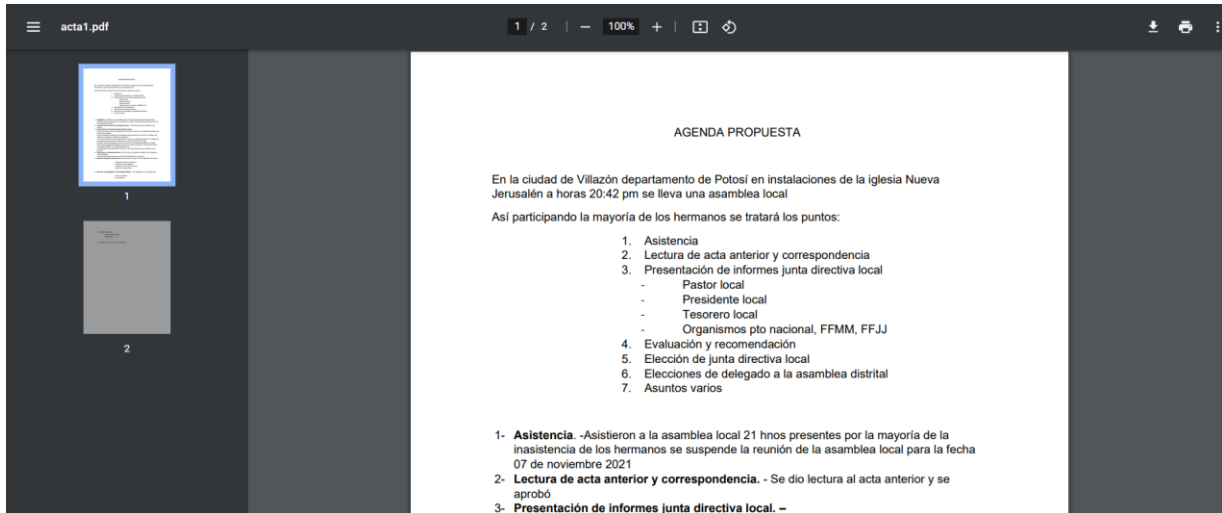 acta1.pdf
1 / 2
100%
1
2
AGENDA PROPUESTA
En la ciudad de Villazón departamento de Potosí en instalaciones de la iglesia Nueva
Jerusalén a horas 20:42 pm se lleva una asamblea local
Así participando la mayoría de los hermanos se tratará los puntos:
1. Asistencia
2. Lectura de acta anterior y correspondencia
3. Presentación de informes junta directiva local
- Pastor local
- Presidente local
- Tesorero local
- Organismos pto nacional, FFMM, FFJJ
4. Evaluación y recomendación
5. Elección de junta directiva local
6. Elecciones de delegado a la asamblea distrital
7. Asuntos varios
1- Asistencia. -Asistieron a la asamblea local 21 hnos presentes por la mayoría de la
inasistencia de los hermanos se suspende la reunión de la asamblea local para la fecha
07 de noviembre 2021
2- Lectura de acta anterior y correspondencia. - Se dio lectura al acta anterior y se
aprobó
3- Presentación de informes junta directiva local. –